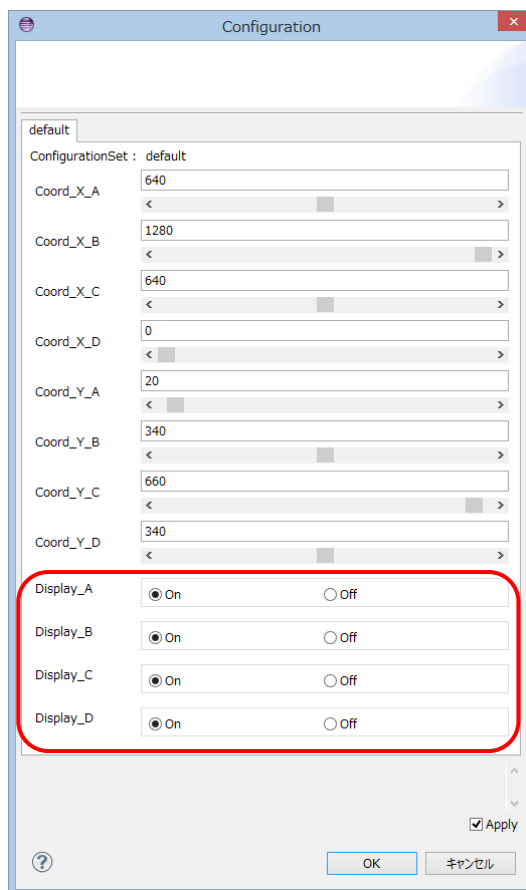 Configuration
default
ConfigurationSet : default
Coord_X_A
640
Coord_X_B
1280
Coord_X_C
640
Coord_X_D
0
Coord_Y_A
20
Coord_Y_B
340
Coord_Y_C
660
Coord_Y_D
340
Display_A On Off
Display_B On Off
Display_C On Off
Display_D On Off
Apply
OK キャンセル